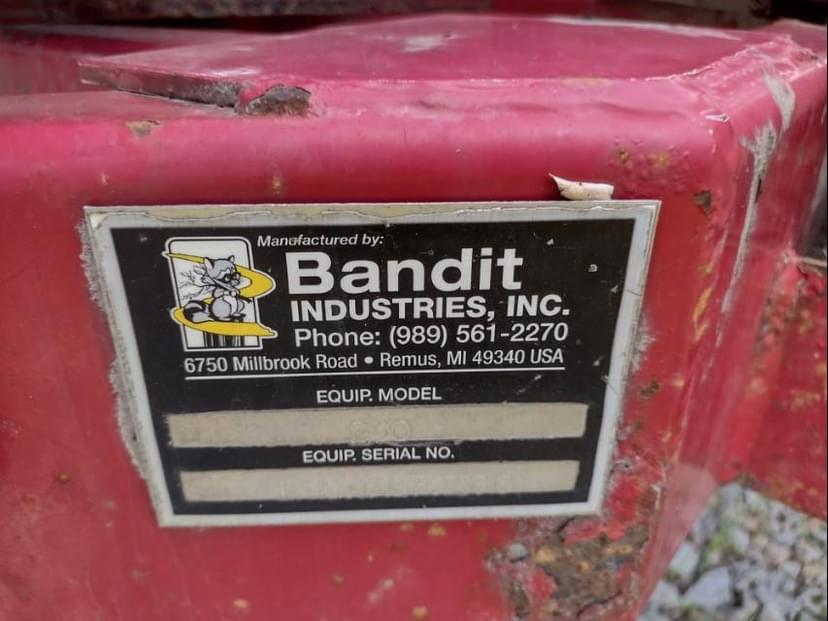 Manufactured by:
Bandit
INDUSTRIES, INC.
Phone: (989) 561-2270
6750 Millbrook Road • Remus, MI 49340 USA
EQUIP. MODEL
EQUIP. SERIAL NO.